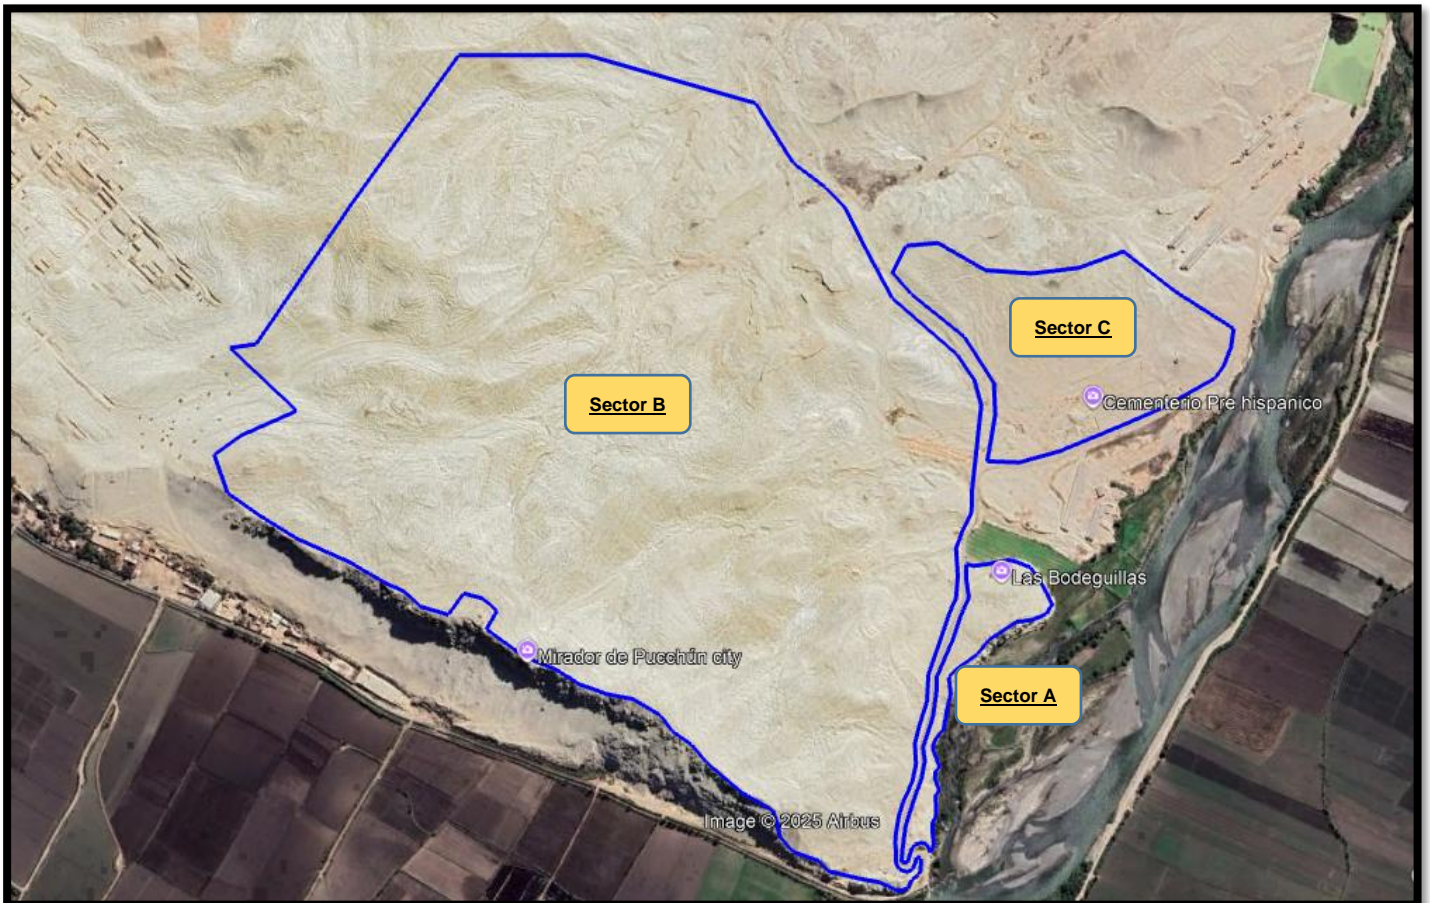 Sector C
Cementerio Pre hispanico
Sector B
Las Bodeguillas
Mirador de Pucchún city
Sector A
Image © 2025 Airbus